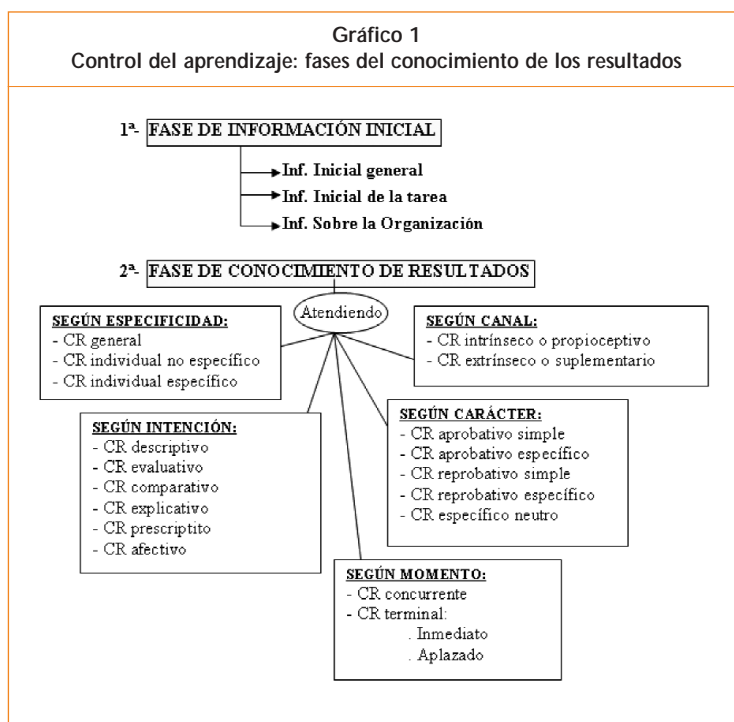 Gráfico 1
Control del aprendizaje: fases del conocimiento de los resultados
1ª- FASE DE INFORMACIÓN INICIAL
Inf. Inicial general
Inf. Inicial de la tarea
Inf. Sobre la Organización
2ª- FASE DE CONOCIMIENTO DE RESULTADOS
Atendiendo
SEGÚN ESPECIFICIDAD:
- CR general
- CR individual no específico
- CR individual específico
SEGÚN CANAL:
- CR intrínseco o propioceptivo
- CR extrínseco o suplementario
SEGÚN INTENCIÓN:
- CR descriptivo
- CR evaluativo
- CR comparativo
- CR explicativo
- CR prescriptito
- CR afectivo
SEGÚN CARÁCTER:
- CR aprobativo simple
- CR aprobativo específico
- CR reprobativo simple
- CR reprobativo específico
- CR específico neutro
SEGÚN MOMENTO:
- CR concurrente
- CR terminal:
. Inmediato
. Aplazado